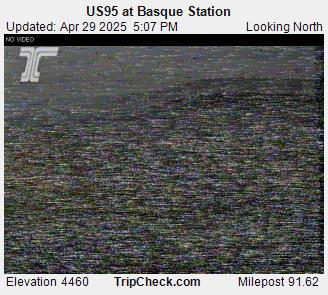 US95 at Basque Station
Updated: Apr 29 2025 5:07 PM Looking North
NO VIDEO
Elevation 4460 TripCheck.com Milepost 91.62